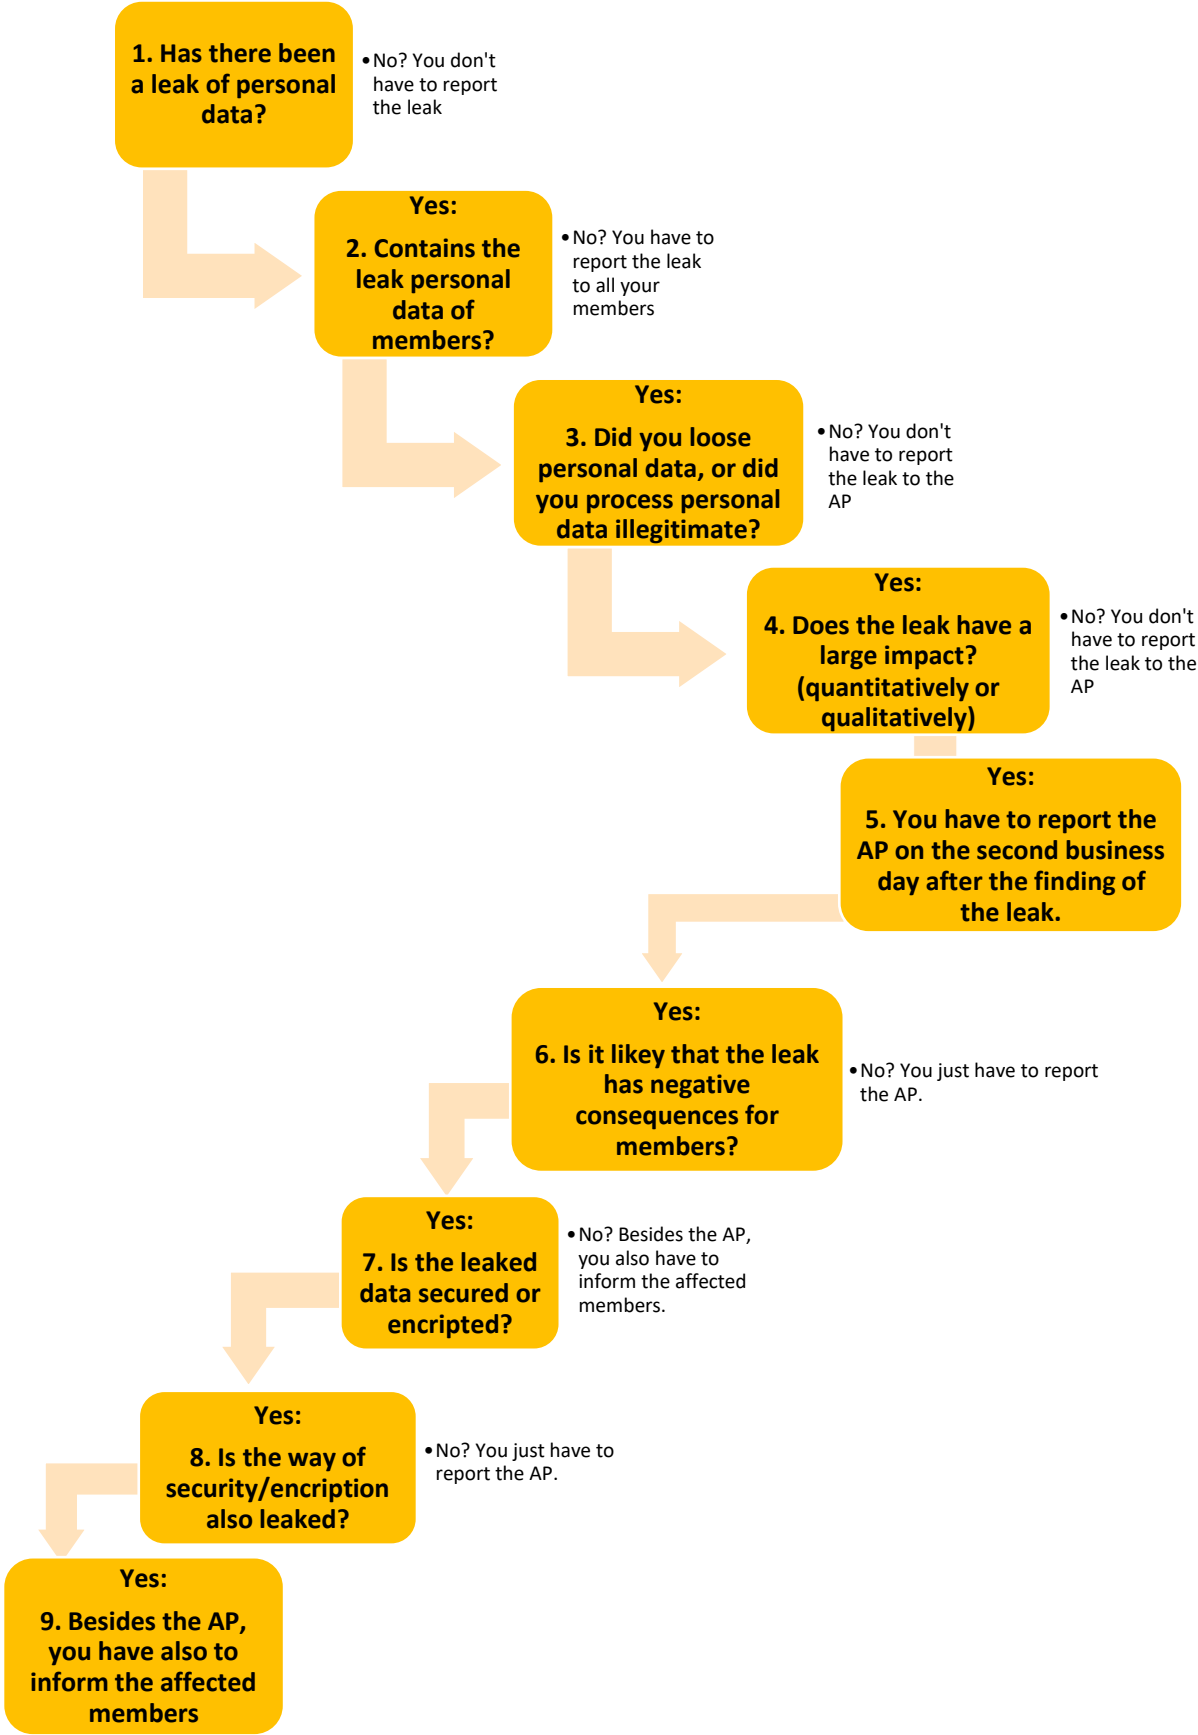 1. Has there been
a leak of personal
data?
•No? You don't
have to report
the leak
Yes:
2. Contains the
leak personal
data of
members?
•No? You have to
report the leak
to all your
members
Yes:
3. Did you loose
personal data, or did
you process personal
data illegitimate?
•No? You don't
have to report
the leak to the
AP
Yes:
4. Does the leak have a
large impact?
(quantitatively or
qualitatively)
•No? You don't
have to report
the leak to the
AP
Yes:
5. You have to report the
AP on the second business
day after the finding of
the leak.
Yes:
6. Is it likey that the leak
has negative
consequences for
members?
•No? You just have to report
the AP.
Yes:
7. Is the leaked
data secured or
encripted?
•No? Besides the AP,
you also have to
inform the affected
members.
Yes:
8. Is the way of
security/encription
also leaked?
•No? You just have to
report the AP.
Yes:
9. Besides the AP,
you have also to
inform the affected
members